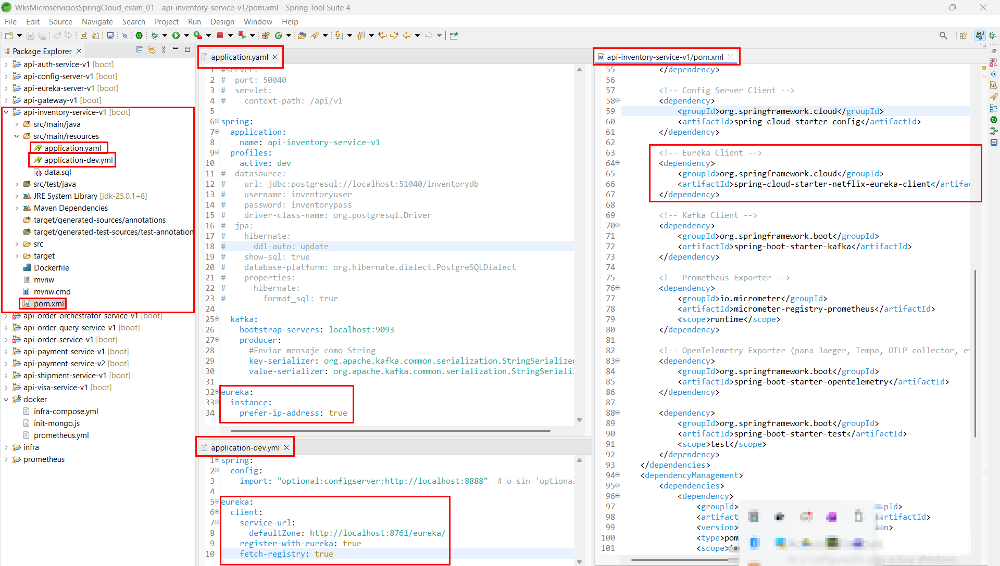 WksMicroserviciosSpringCloud_exam_01 - api-inventory-service-v1/pom.xml - Spring Tool Suite 4
File Edit Source Navigate Search Project Run Design Window Help
Package Explorer
api-auth-service-v1 [boot]
api-config-server-v1 [boot]
api-eureka-server-v1 [boot]
api-gateway-v1 [boot]
api-inventory-service-v1 [boot]
src/main/java
src/main/resources
application.yaml
application-dev.yml
data.sql
src/test/java
JRE System Library [jdk-25.0.1+8]
Maven Dependencies
target/generated-sources/annotations
target/generated-test-sources/test-annotation
src
target
Dockerfile
mvnw
mvnw.cmd
pom.xml
api-order-orchestrator-service-v1 [boot]
api-order-query-service-v1 [boot]
api-order-service-v1 [boot]
api-payment-service-v1 [boot]
api-payment-service-v2 [boot]
api-shipment-service-v1 [boot]
api-visa-service-v1 [boot]
docker
infra-compose.yml
init-mongo.js
prometheus.yml
infra
prometheus
application.yaml
1 #server:
2 #  port: 50040
3 #  servlet:
4 #    context-path: /api/v1
5
6 spring:
7   application:
8     name: api-inventory-service-v1
9   profiles:
10     active: dev
11 #  datasource:
12 #    url: jdbc:postgresql://localhost:51040/inventorydb
13 #    username: inventoryuser
14 #    password: inventorypass
15 #    driver-class-name: org.postgresql.Driver
16 #  jpa:
17 #    hibernate:
18 #      ddl-auto: update
19 #    show-sql: true
20 #    database-platform: org.hibernate.dialect.PostgreSQLDialect
21 #    properties:
22 #      hibernate:
23 #        format_sql: true
24
25   kafka:
26     bootstrap-servers: localhost:9093
27     producer:
28       #Enviar mensaje como String
29       key-serializer: org.apache.kafka.common.serialization.StringSerializer
30       value-serializer: org.apache.kafka.common.serialization.StringSeriali
31
32 eureka:
33   instance:
34     prefer-ip-address: true
application-dev.yml
1 spring:
2   config:
3     import: "optional:configserver:http://localhost:8888"  # o sin 'optional
4
5 eureka:
6   client:
7     service-url:
8       defaultZone: http://localhost:8761/eureka/
9     register-with-eureka: true
10     fetch-registry: true
api-inventory-service-v1/pom.xml
55         </dependency>
56
57         <!-- Config Server Client -->
58         <dependency>
59             <groupId>org.springframework.cloud</groupId>
60             <artifactId>spring-cloud-starter-config</artifactId>
61         </dependency>
62
63         <!-- Eureka Client -->
64         <dependency>
65             <groupId>org.springframework.cloud</groupId>
66             <artifactId>spring-cloud-starter-netflix-eureka-client</artifac
67         </dependency>
68
69         <!-- Kafka Client -->
70         <dependency>
71             <groupId>org.springframework.boot</groupId>
72             <artifactId>spring-boot-starter-kafka</artifactId>
73         </dependency>
74
75         <!-- Prometheus Exporter -->
76         <dependency>
77             <groupId>io.micrometer</groupId>
78             <artifactId>micrometer-registry-prometheus</artifactId>
79             <scope>runtime</scope>
80         </dependency>
81
82         <!-- OpenTelemetry Exporter (para Jaeger, Tempo, OTLP collector, et
83         <dependency>
84             <groupId>org.springframework.boot</groupId>
85             <artifactId>spring-boot-starter-opentelemetry</artifactId>
86         </dependency>
87
88         <dependency>
89             <groupId>org.springframework.boot</groupId>
90             <artifactId>spring-boot-starter-test</artifactId>
91             <scope>test</scope>
92         </dependency>
93     </dependencies>
94     <dependencyManagement>
95         <dependencies>
96             <dependency>
97                 <groupId> upId>
98                 <artifact artifactId>
99                 <version> on>
100                 <type>pom
101                 <scope>